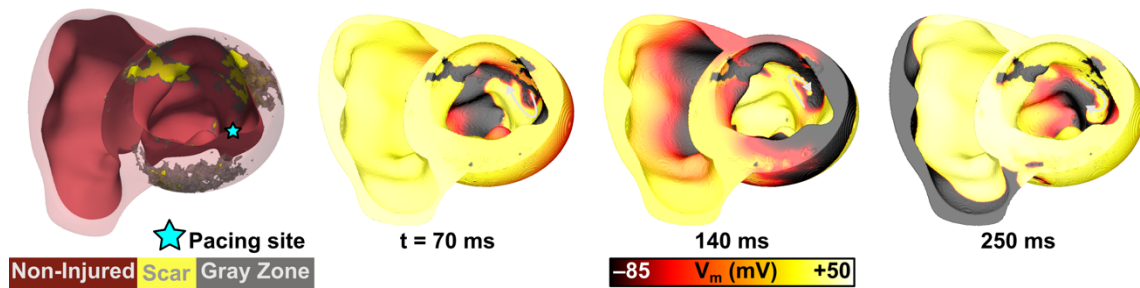 Pacing site
t = 70 ms
140 ms
250 ms
Non-Injured Scar Gray Zone
–85 Vm (mV) +50